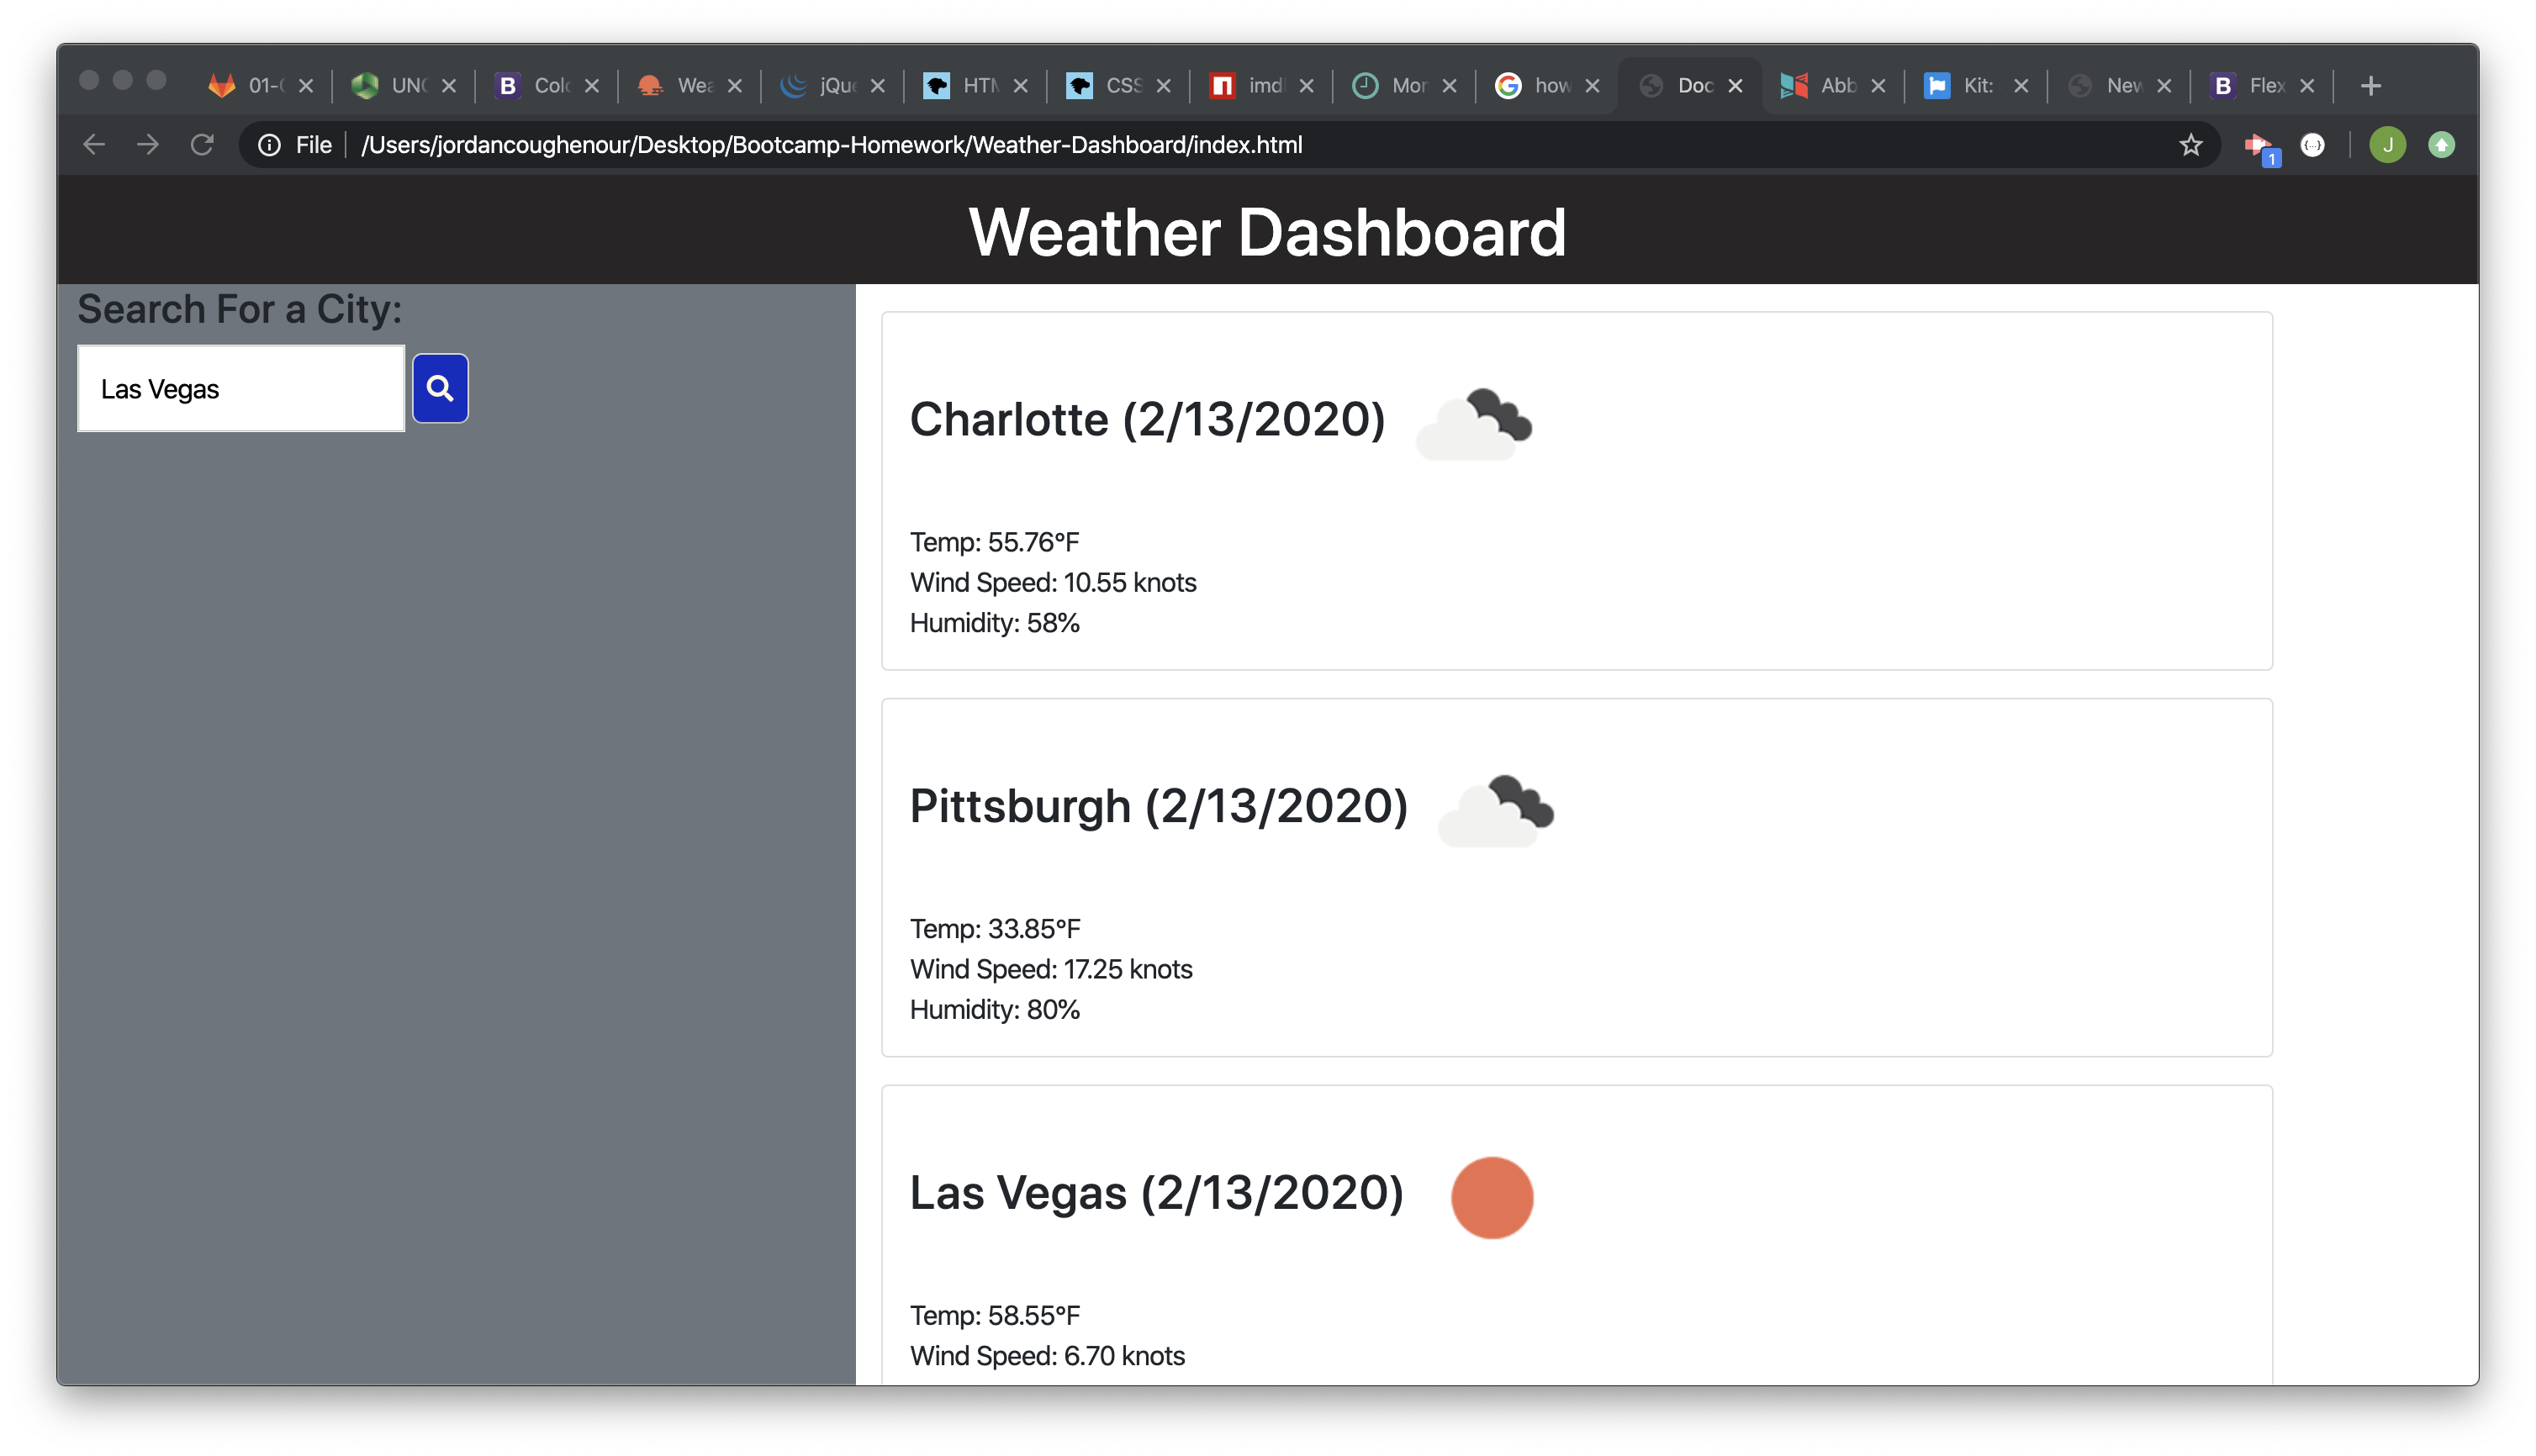 01-
UN
B Col
Wea
jQue
HTM
CSS
n imd
Mor
G how
Doc
Abb
Kit:
New
B Flex
File /Users/jordancoughenour/Desktop/Bootcamp-Homework/Weather-Dashboard/index.html
1
{...}
J
Weather Dashboard
Search For a City:
Las Vegas
Charlotte (2/13/2020)
Temp: 55.76°F
Wind Speed: 10.55 knots
Humidity: 58%
Pittsburgh (2/13/2020)
Temp: 33.85°F
Wind Speed: 17.25 knots
Humidity: 80%
Las Vegas (2/13/2020)
Temp: 58.55°F
Wind Speed: 6.70 knots